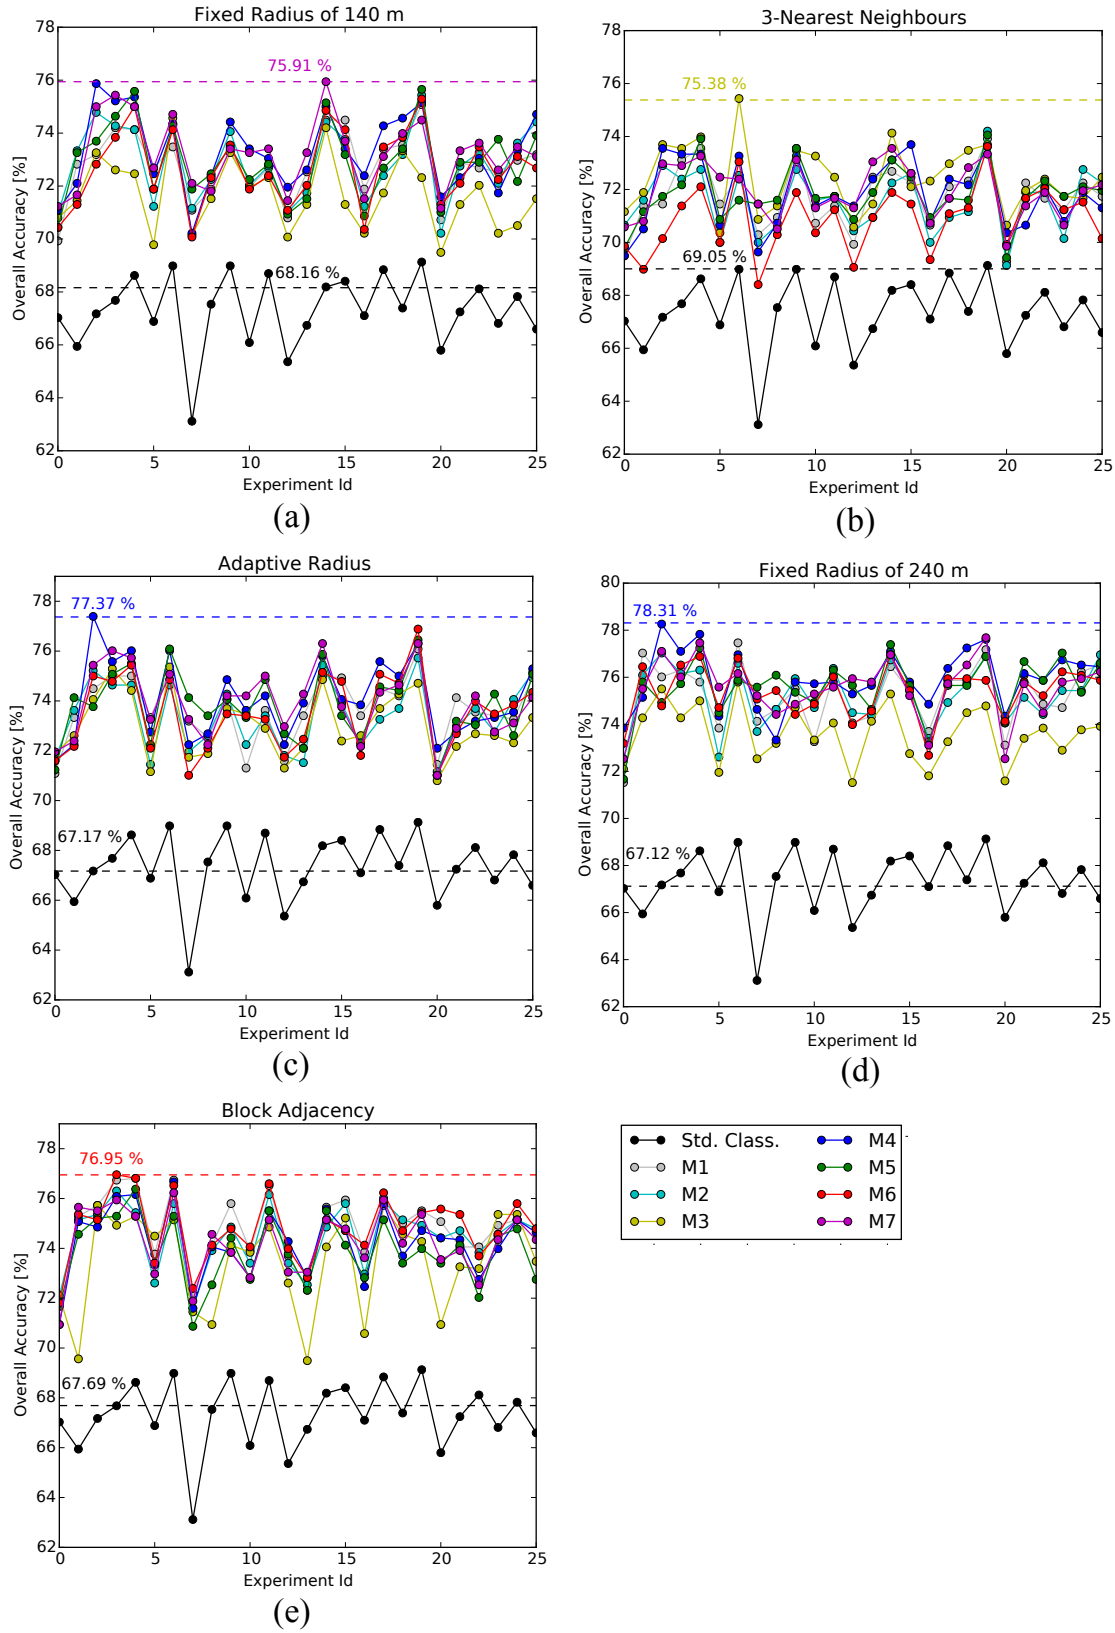 Fixed Radius of 140 m
78
76
74
72
70
68
66
64
62
Overall Accuracy [%]
75.91 %
68.16 %
0 5 10 15 20 25
Experiment Id
(a)
3-Nearest Neighbours
78
76
74
72
70
68
66
64
62
Overall Accuracy [%]
75.38 %
69.05 %
0 5 10 15 20 25
Experiment Id
(b)
Adaptive Radius
78
76
74
72
70
68
66
64
62
Overall Accuracy [%]
77.37 %
67.17 %
0 5 10 15 20 25
Experiment Id
(c)
Fixed Radius of 240 m
80
78
76
74
72
70
68
66
64
62
Overall Accuracy [%]
78.31 %
67.12 %
0 5 10 15 20 25
Experiment Id
(d)
Block Adjacency
78
76
74
72
70
68
66
64
62
Overall Accuracy [%]
76.95 %
67.69 %
0 5 10 15 20 25
Experiment Id
(e)
Std. Class. M4
M1 M5
M2 M6
M3 M7